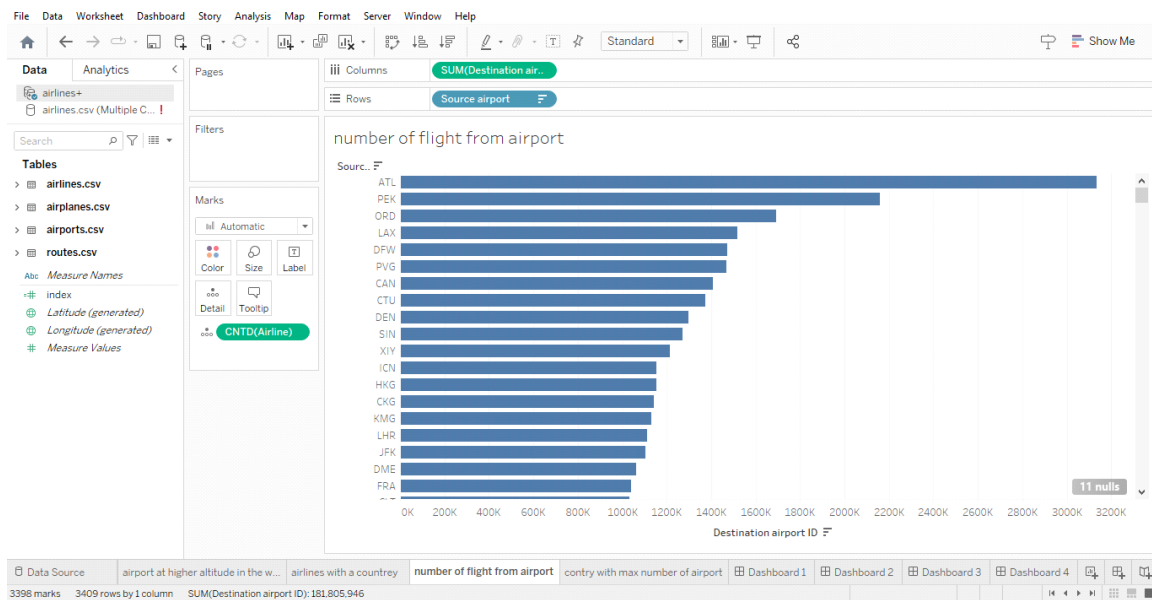 File Data Worksheet Dashboard Story Analysis Map Format Server Window Help
Standard
Show Me
Data Analytics
Pages
Columns SUM(Destination air..
airlines+
airlines.csv (Multiple C... !
Rows Source airport
Search
Filters
number of flight from airport
Tables
Sourc..
airlines.csv
airplanes.csv
airports.csv
routes.csv
Abc Measure Names
index
Latitude (generated)
Longitude (generated)
Measure Values
Marks
Automatic
Color Size Label
Detail Tooltip
CNTD(Airline)
ATL
PEK
ORD
LAX
DFW
PVG
CAN
CTU
DEN
SIN
XIY
ICN
HKG
CKG
KMG
LHR
JFK
DME
FRA
11 nulls
0K 200K 400K 600K 800K 1000K 1200K 1400K 1600K 1800K 2000K 2200K 2400K 2600K 2800K 3000K 3200K
Destination airport ID
Data Source airport at higher altitude in the w... airlines with a countrey number of flight from airport contry with max number of airport Dashboard 1 Dashboard 2 Dashboard 3 Dashboard 4
3398 marks 3409 rows by 1 column SUM(Destination airport ID): 181,805,946